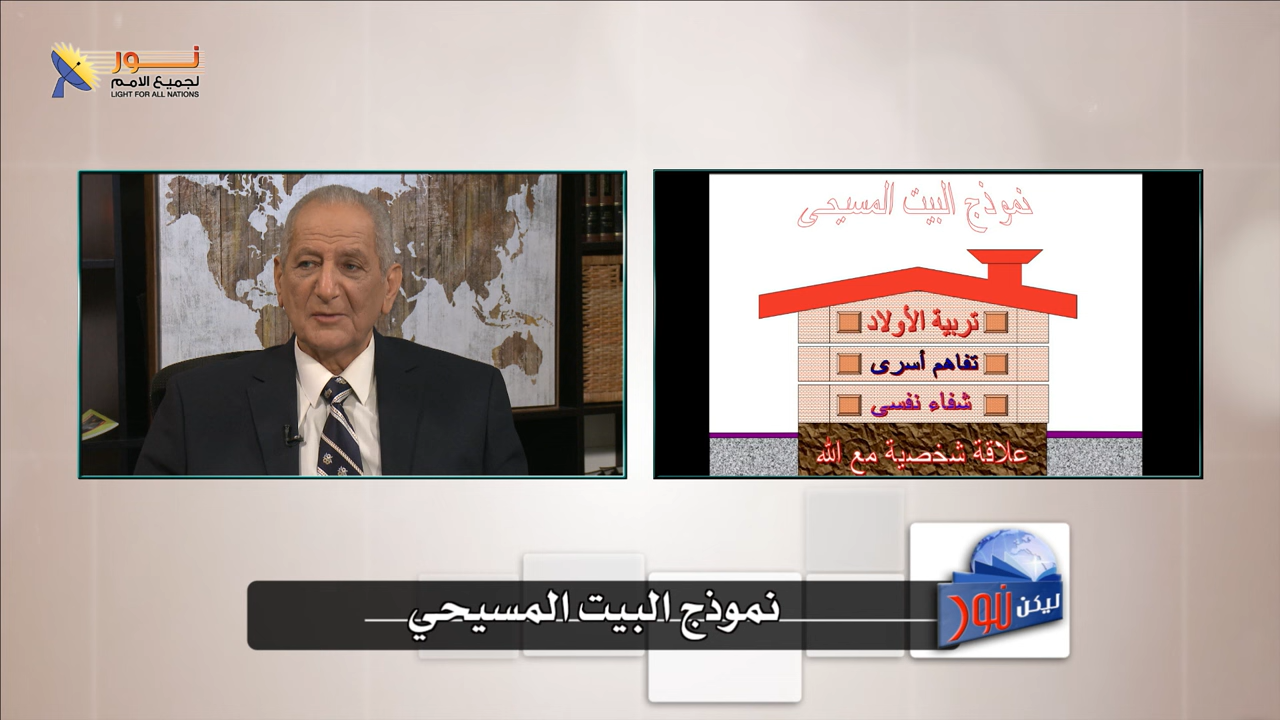 نـــور
لجميع الامم
LIGHT FOR ALL NATIONS
نموذج البيت المسيحى
تربية الأولاد
تفاهم أسرى
شفاء نفسى
علاقة شخصية مع الله
ليكن نور
نموذج البيت المسيحي